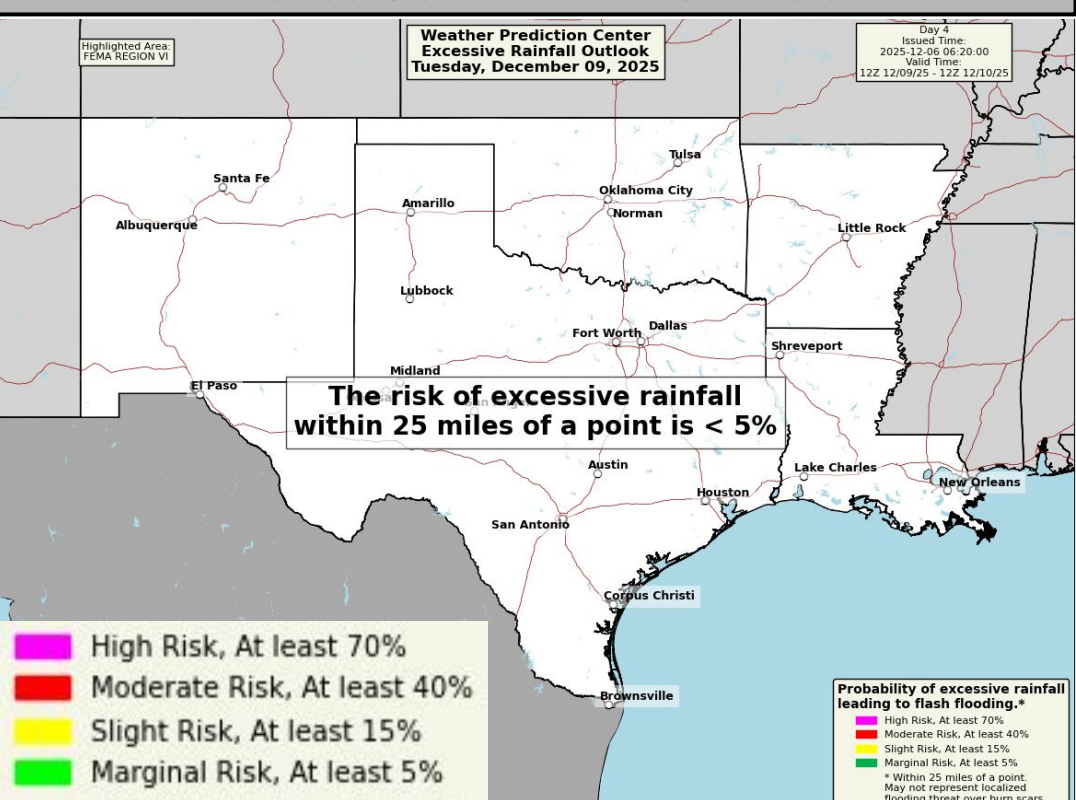 Highlighted Area:
FEMA REGION VI
Weather Prediction Center
Excessive Rainfall Outlook
Tuesday, December 09, 2025
Day 4
Issued Time:
2025-12-06 06:20:00
Valid Time:
12Z 12/09/25 - 12Z 12/10/25
Tulsa
Santa Fe
Oklahoma City
Amarillo
Norman
Albuquerque
Little Rock
Lubbock
Dallas
Fort Worth
Shreveport
Midland
El Paso
The risk of excessive rainfall
within 25 miles of a point is < 5%
Austin
Lake Charles
New Orleans
Houston
San Antonio
Corpus Christi
Brownsville
High Risk, At least 70%
Moderate Risk, At least 40%
Slight Risk, At least 15%
Marginal Risk, At least 5%
Probability of excessive rainfall
leading to flash flooding.*
High Risk, At least 70%
Moderate Risk, At least 40%
Slight Risk, At least 15%
Marginal Risk, At least 5%
* Within 25 miles of a point.
May not represent localized
flooding threat over burn scars